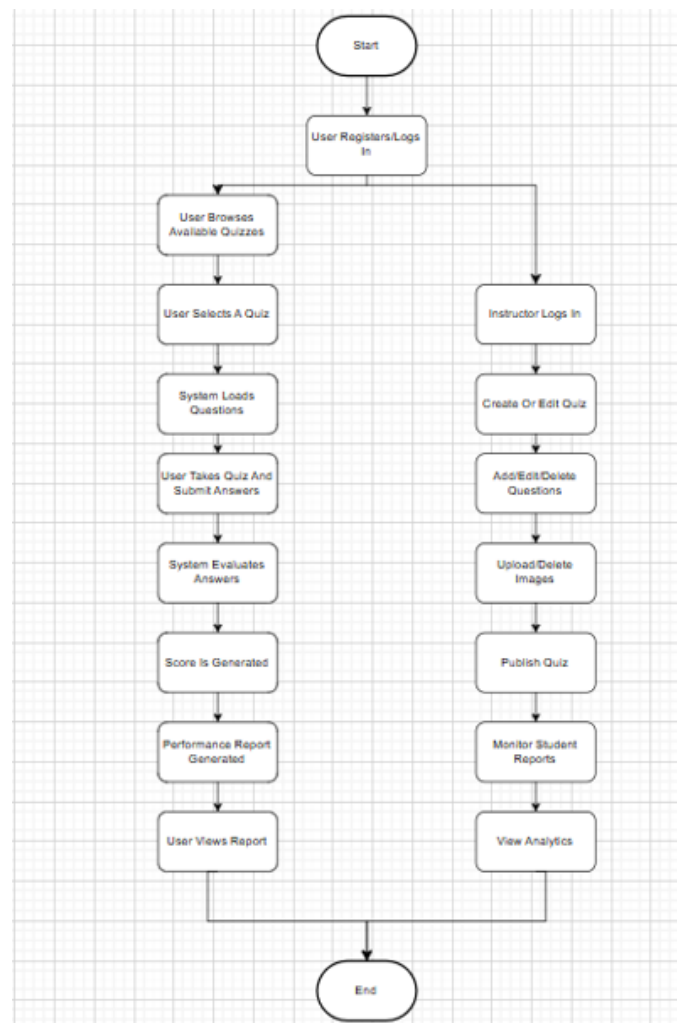 Start
User Registers/Logs
In
User Browses
Available Quizzes
User Selects A Quiz
System Loads
Questions
User Takes Quiz And
Submit Answers
System Evaluates
Answers
Score Is Generated
Performance Report
Generated
User Views Report
Instructor Logs In
Create Or Edit Quiz
Add/Edit/Delete
Questions
Upload/Delete
Images
Publish Quiz
Monitor Student
Reports
View Analytics
End